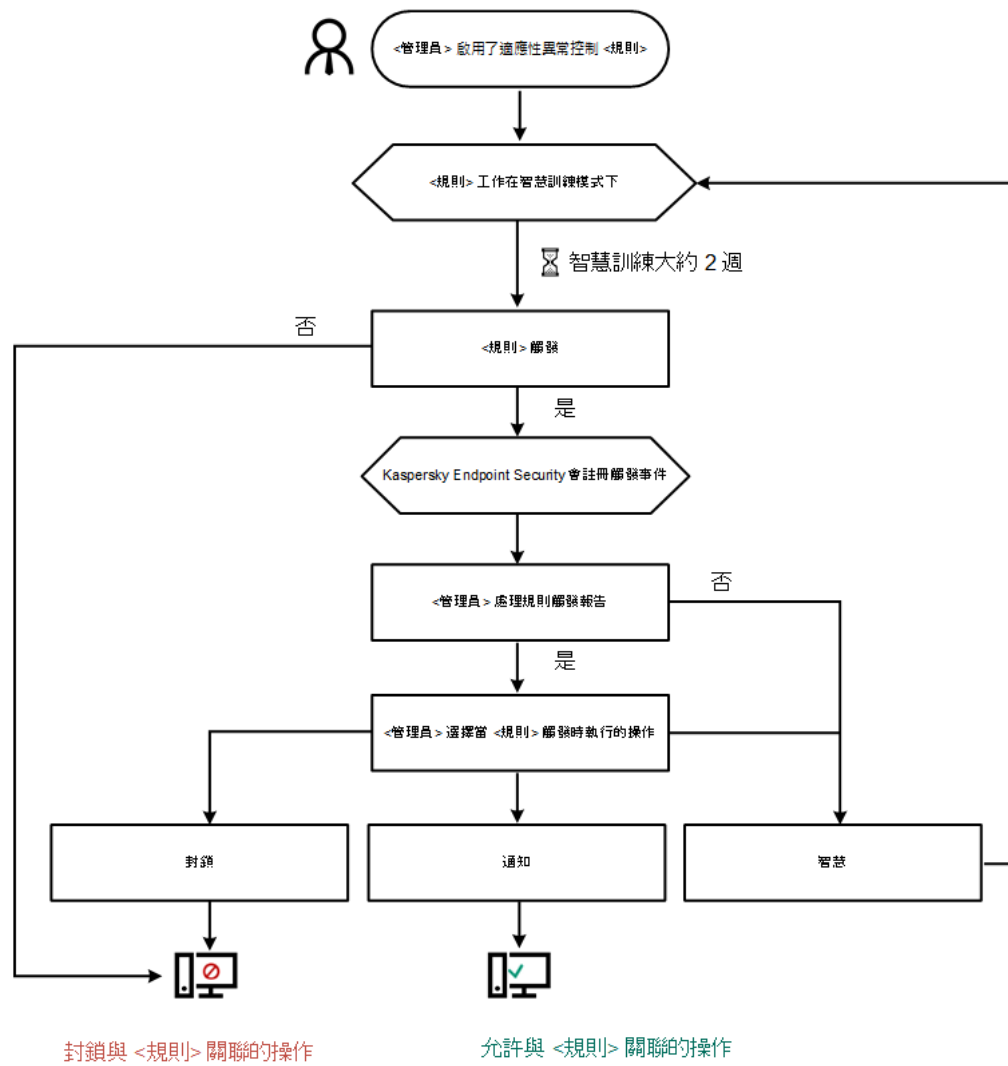 <管理員> 啟用了適應性異常控制 <規則>
<規則> 工作在智慧訓練模式下
智慧訓練大約 2 週
否
<規則> 觸發
是
Kaspersky Endpoint Security 會註冊觸發事件
否
<管理員> 處理規則觸發報告
是
<管理員> 選擇當 <規則> 觸發時執行的操作
封鎖
通知
智慧
封鎖與 <規則> 關聯的操作
允許與 <規則> 關聯的操作